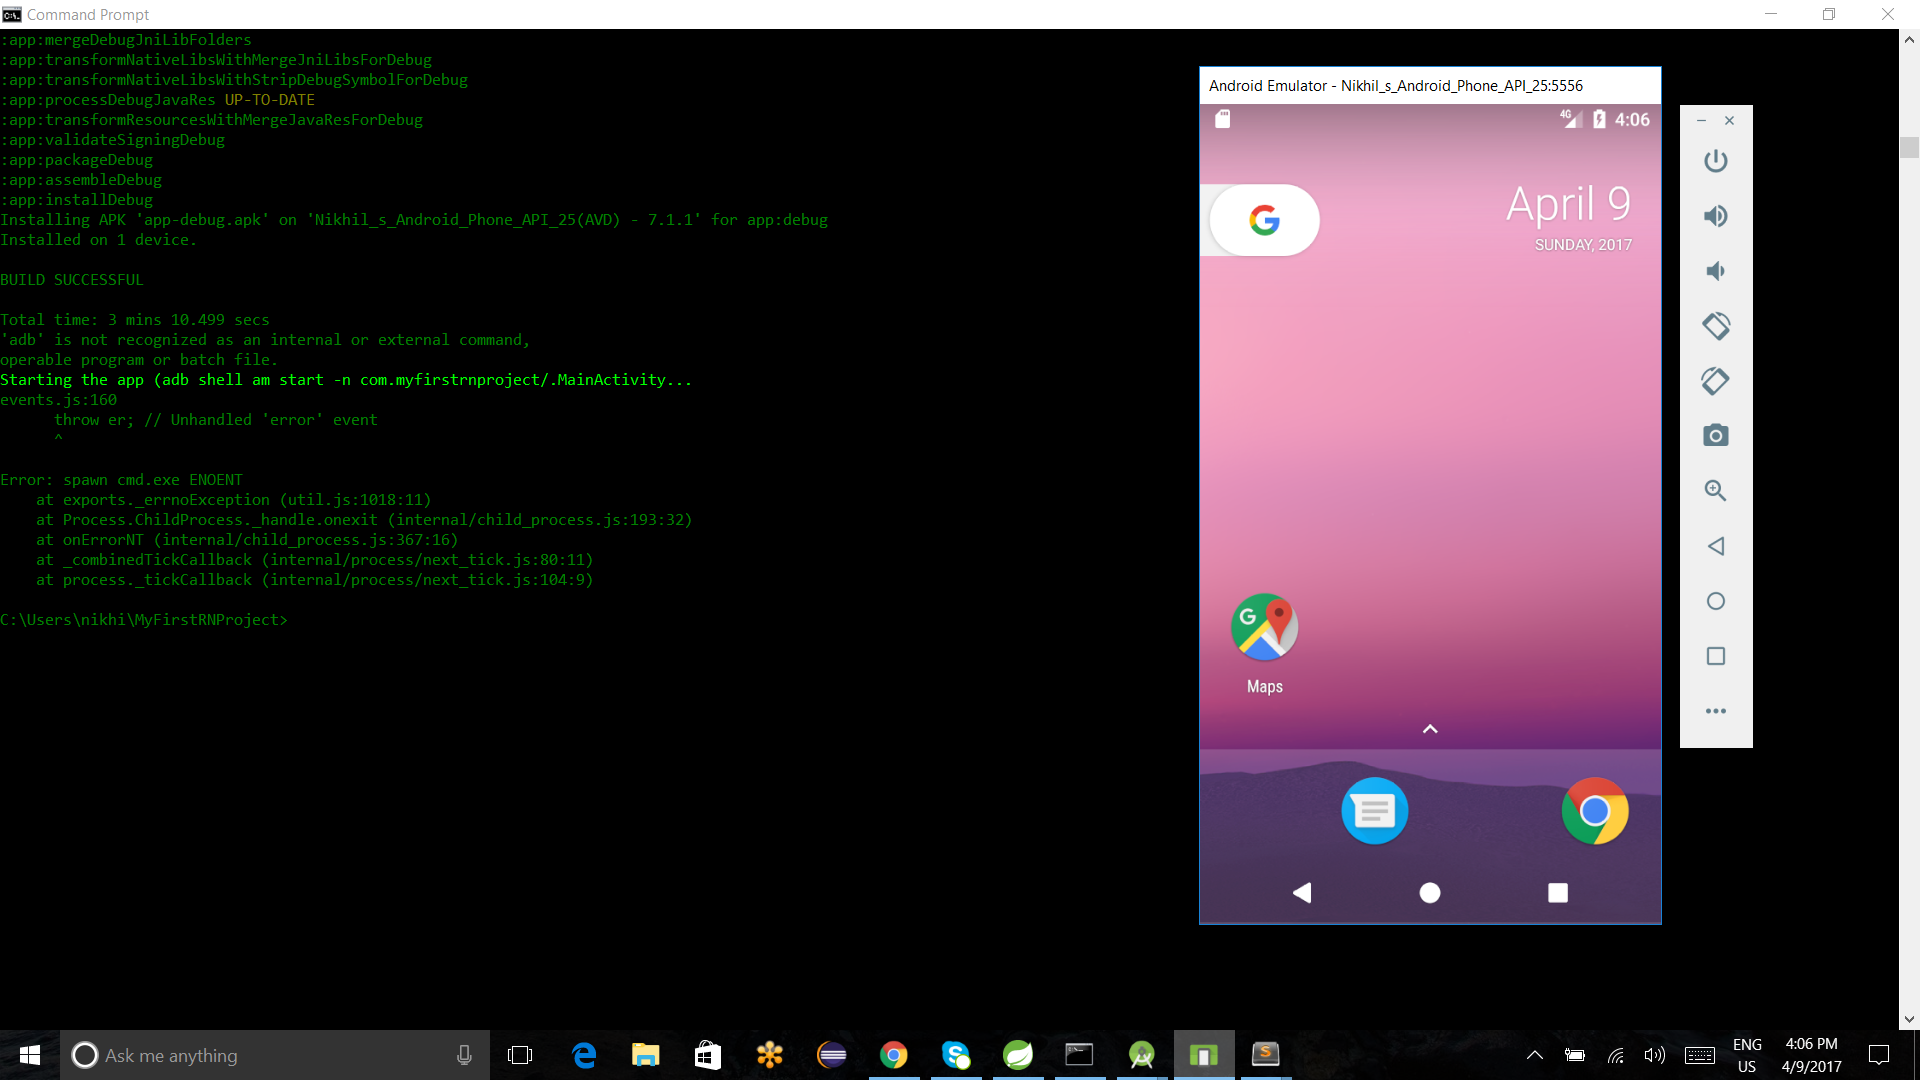 Command Prompt
:app:mergeDebugJniLibFolders
:app:transformNativeLibsWithMergeJniLibsForDebug
:app:transformNativeLibsWithStripDebugSymbolForDebug
:app:processDebugJavaRes UP-TO-DATE
:app:transformResourcesWithMergeJavaResForDebug
:app:validateSigningDebug
:app:packageDebug
:app:assembleDebug
:app:installDebug
Installing APK 'app-debug.apk' on 'Nikhil_s_Android_Phone_API_25(AVD) - 7.1.1' for app:debug
Installed on 1 device.
BUILD SUCCESSFUL
Total time: 3 mins 10.499 secs
'adb' is not recognized as an internal or external command,
operable program or batch file.
Starting the app (adb shell am start -n com.myfirstrnproject/.MainActivity...
events.js:160
throw er; // Unhandled 'error' event
^
Error: spawn cmd.exe ENOENT
at exports._errnoException (util.js:1018:11)
at Process.ChildProcess._handle.onexit (internal/child_process.js:193:32)
at onErrorNT (internal/child_process.js:367:16)
at _combinedTickCallback (internal/process/next_tick.js:80:11)
at process._tickCallback (internal/process/next_tick.js:104:9)
C:\Users\nikhi\MyFirstRNProject>
Android Emulator - Nikhil_s_Android_Phone_API_25:5556
4G 4:06
G
April 9
SUNDAY, 2017
G
Maps
Ask me anything
S
ENG
US
4:06 PM
4/9/2017